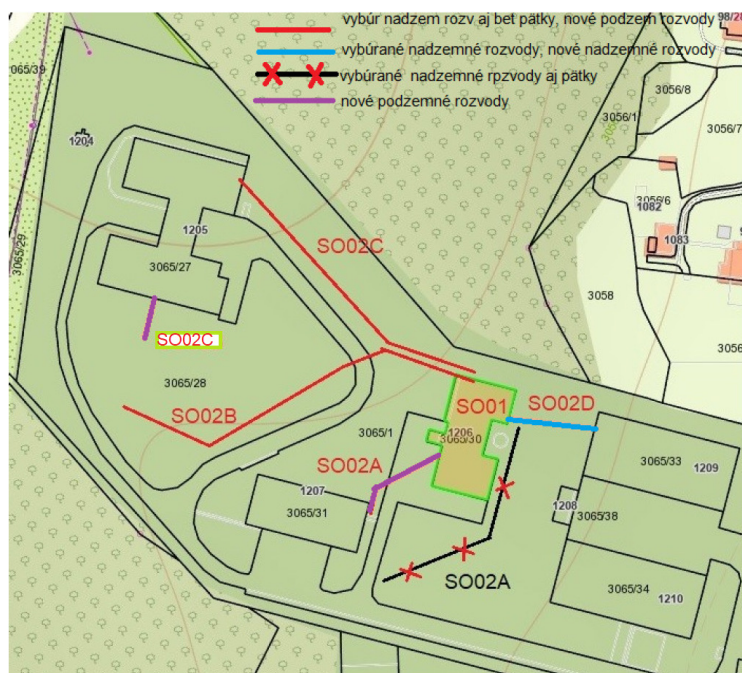 vybúr nadzem rozv aj bet pätky, nové podzem rozvody
98/28
vybúrané nadzemné rozvody, nové nadzemné rozvody
065/39
vybúrané nadzemné rpzvody aj pätky
3056/8
nové podzemné rozvody
3056/1
3056/7
1204
3056/6
1082
1205
1083
SO02C
3065/29
3065/27
3058
SO02C
3056
3065/28
SO01
SO02D
SO02B
3065/1
1206
3065/30
SO02A
3065/33
1209
1207
1208
3065/31
3065/38
SO02A
3065/34
1210